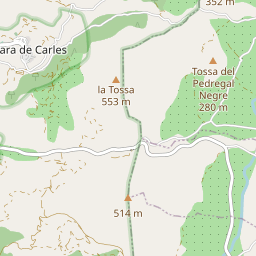 352 m
ara de Carles
la Tossa
553 m
Tossa del
Pedregal
Negre
280 m
514 m